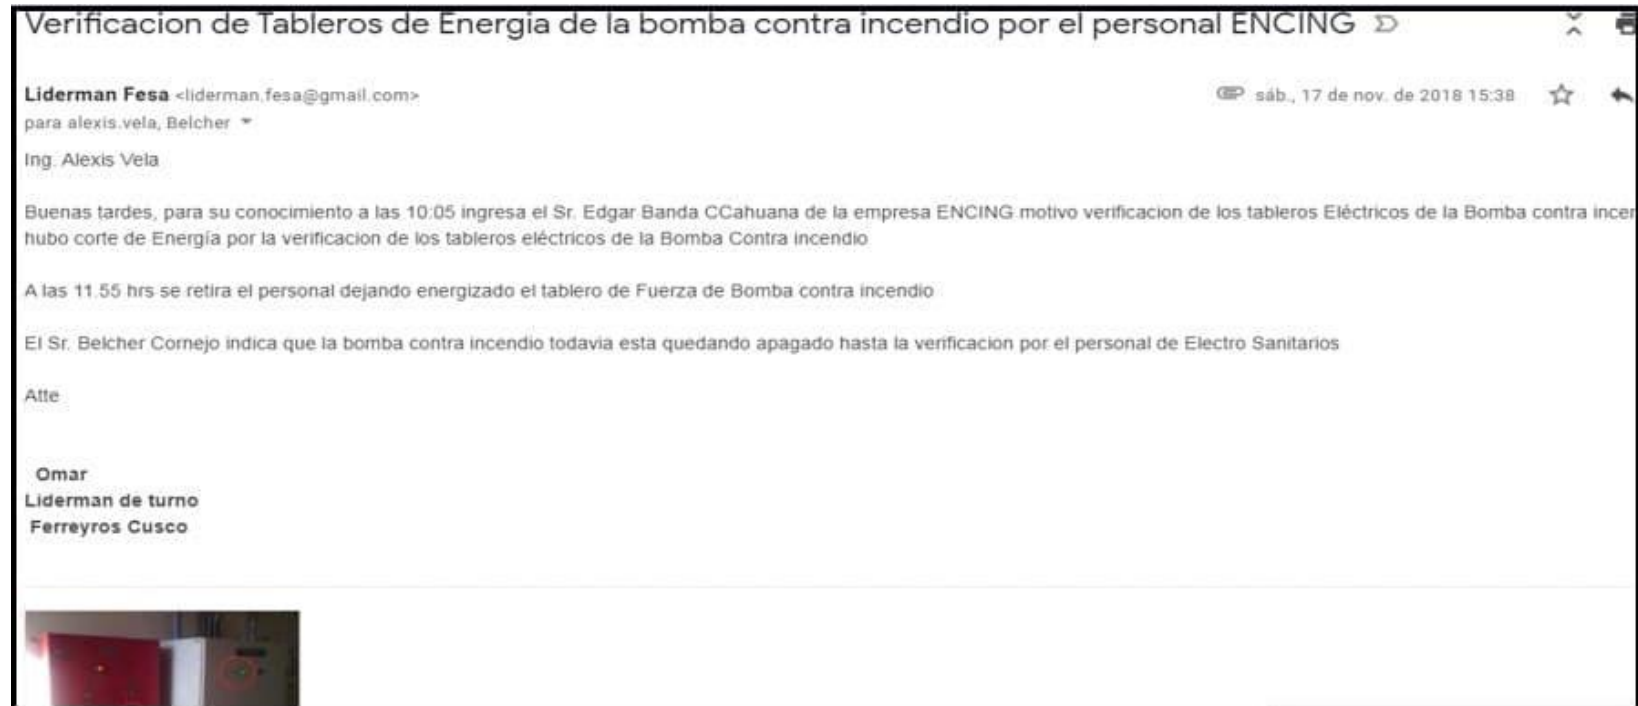 Verificacion de Tableros de Energia de la bomba contra incendio por el personal ENCING
Liderman Fesa <liderman.fesa@gmail.com>
sáb., 17 de nov. de 2018 15:38
para alexis.vela, Belcher
Ing. Alexis Vela
Buenas tardes, para su conocimiento a las 10:05 ingresa el Sr. Edgar Banda CCahuana de la empresa ENCING motivo verificacion de los tableros Eléctricos de la Bomba contra incer
hubo corte de Energía por la verificacion de los tableros eléctricos de la Bomba Contra incendio
A las 11.55 hrs se retira el personal dejando energizado el tablero de Fuerza de Bomba contra incendio
El Sr. Belcher Cornejo indica que la bomba contra incendio todavia esta quedando apagado hasta la verificacion por el personal de Electro Sanitarios
Atte
Omar
Liderman de turno
Ferreyros Cusco